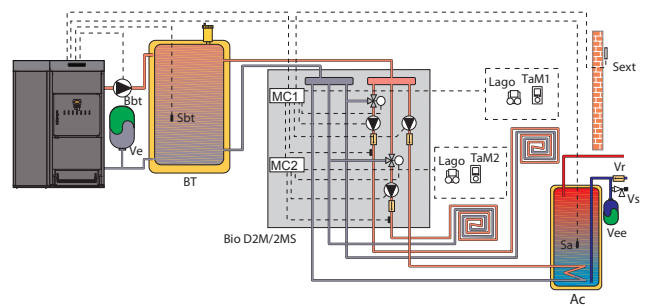 Bbt
Sbt
Ve
BT
MC1
MC2
Bio D2M/2MS
Lago TaM1
Lago TaM2
Sext
Vr
Vs
Vee
Sa
Ac